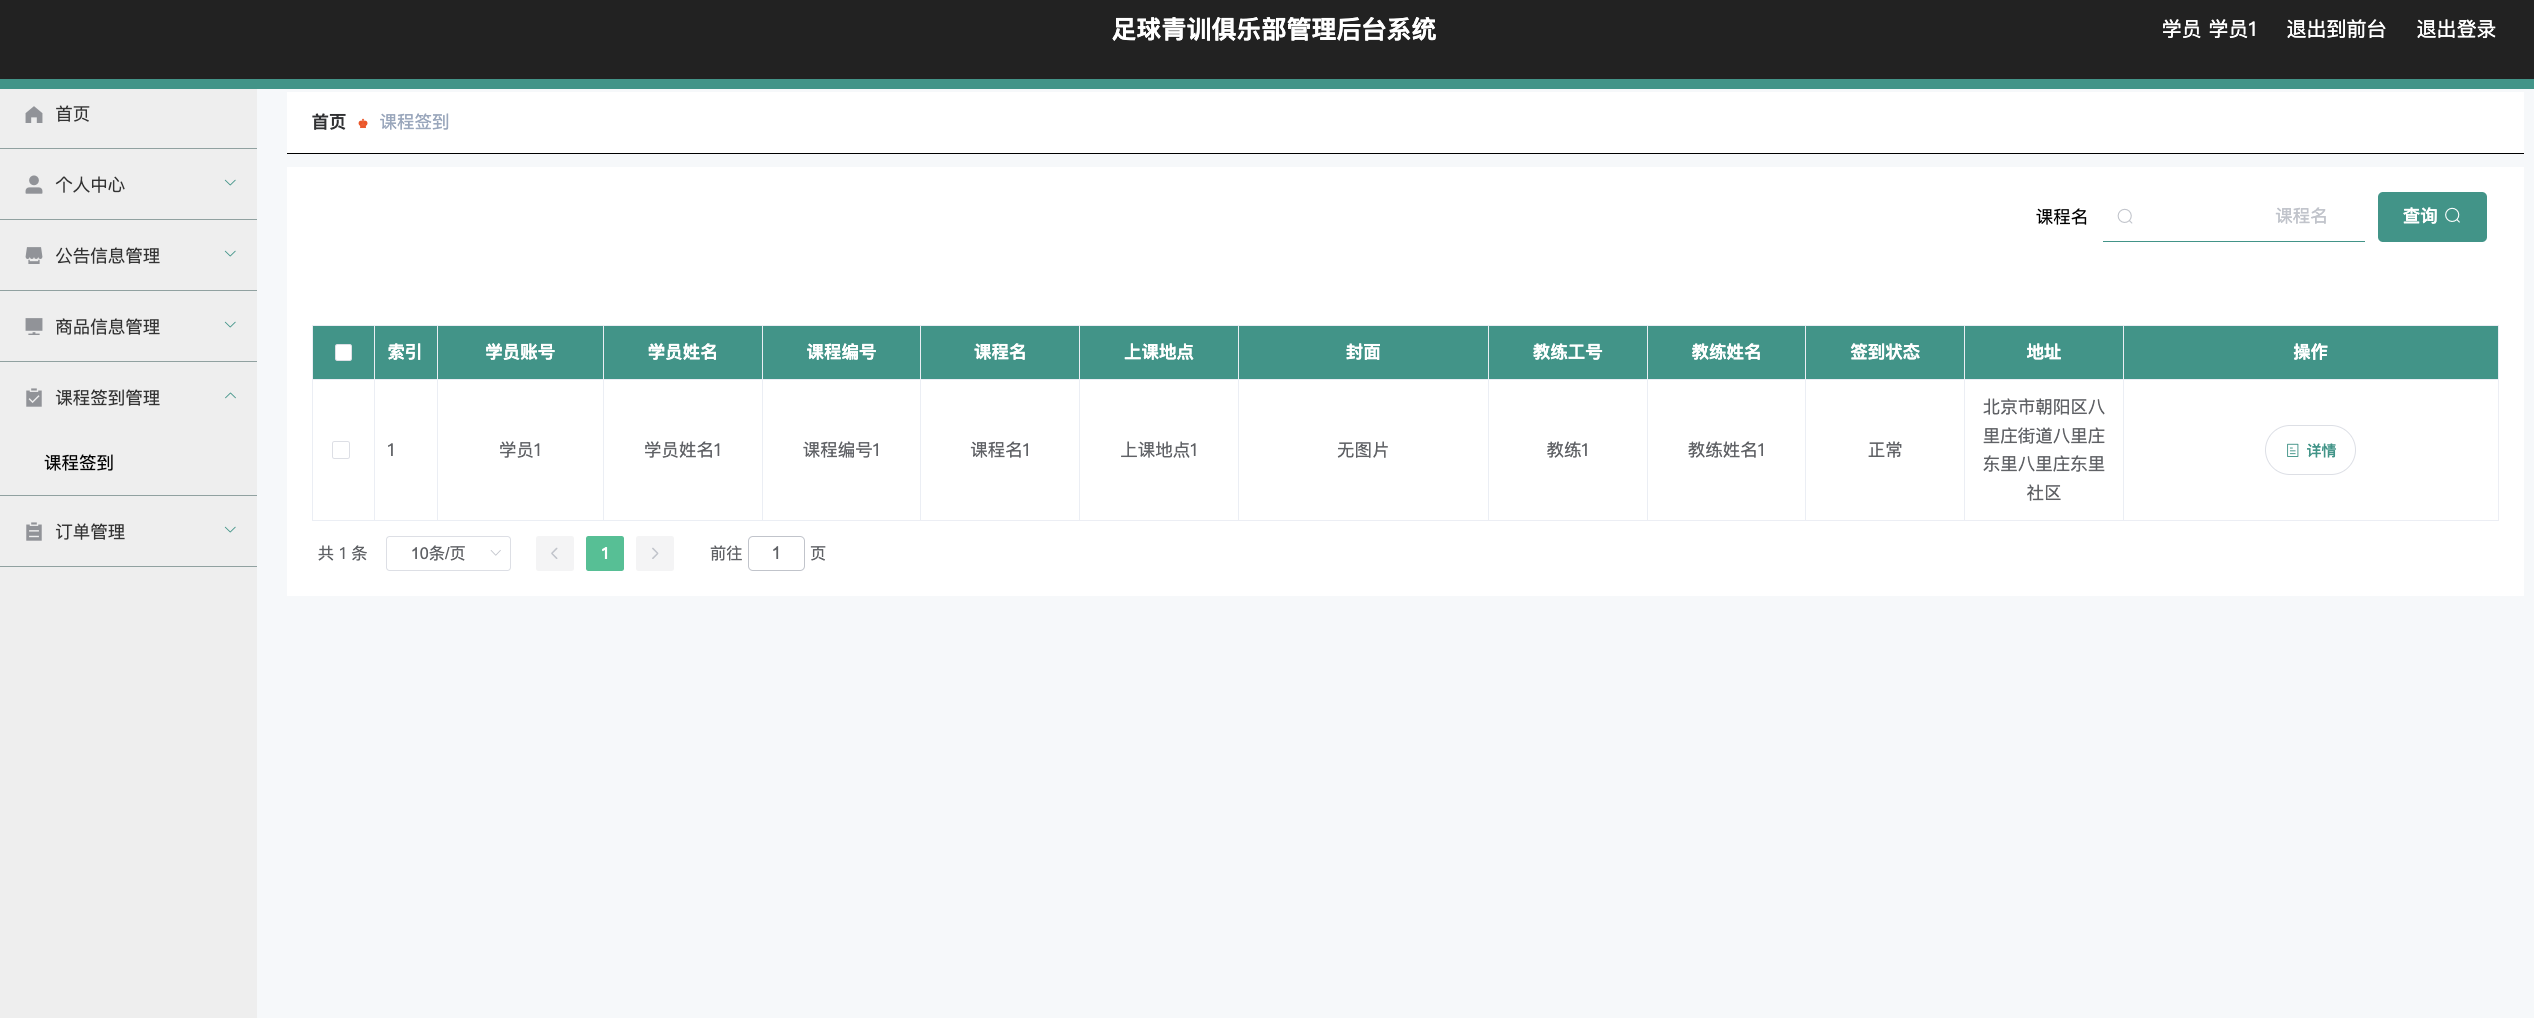 足球青训俱乐部管理后台系统
学员 学员1 退出到前台 退出登录
首页
个人中心
公告信息管理
商品信息管理
课程签到管理
课程签到
订单管理
首页 课程签到
课程名 课程名 查询
索引 学员账号 学员姓名 课程编号 课程名 上课地点 封面 教练工号 教练姓名 签到状态 地址 操作
1 学员1 学员姓名1 课程编号1 课程名1 上课地点1 无图片 教练1 教练姓名1 正常
北京市朝阳区八
里庄街道八里庄
东里八里庄东里
社区
详情
共 1 条 10条/页 1 前往 1 页